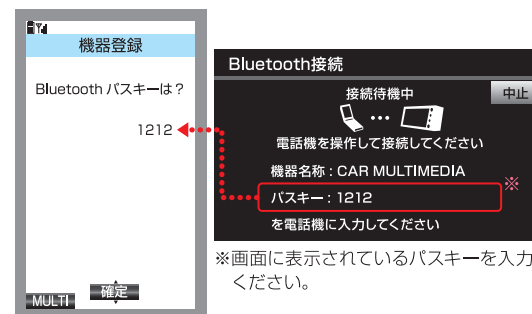 機器登録
Bluetooth パスキーは？
1212
MULTI
確定
Bluetooth接続
接続待機中
中止
電話機を操作して接続してください
機器名称 : CAR MULTIMEDIA
パスキー : 1212
※
を電話機に入力してください
※画面に表示されているパスキーを入力
ください。